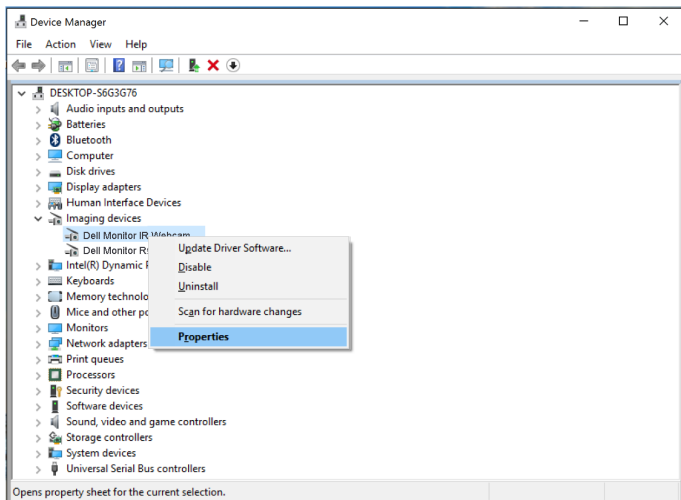 Device Manager
File Action View Help
DESKTOP-S6G3G76
Audio inputs and outputs
Batteries
Bluetooth
Computer
Disk drives
Display adapters
Human Interface Devices
Imaging devices
Dell Monitor IR Webcam
Dell Monitor
Update Driver Software...
Disable
Uninstall
Scan for hardware changes
Properties
Intel(R) Dynamic
Keyboards
Memory
Mice and other
Monitors
Network adapters
Print queues
Processors
Security devices
Software devices
Sound, video and game controllers
Storage controllers
System devices
Universal Serial Bus controllers
Opens property sheet for the current selection.